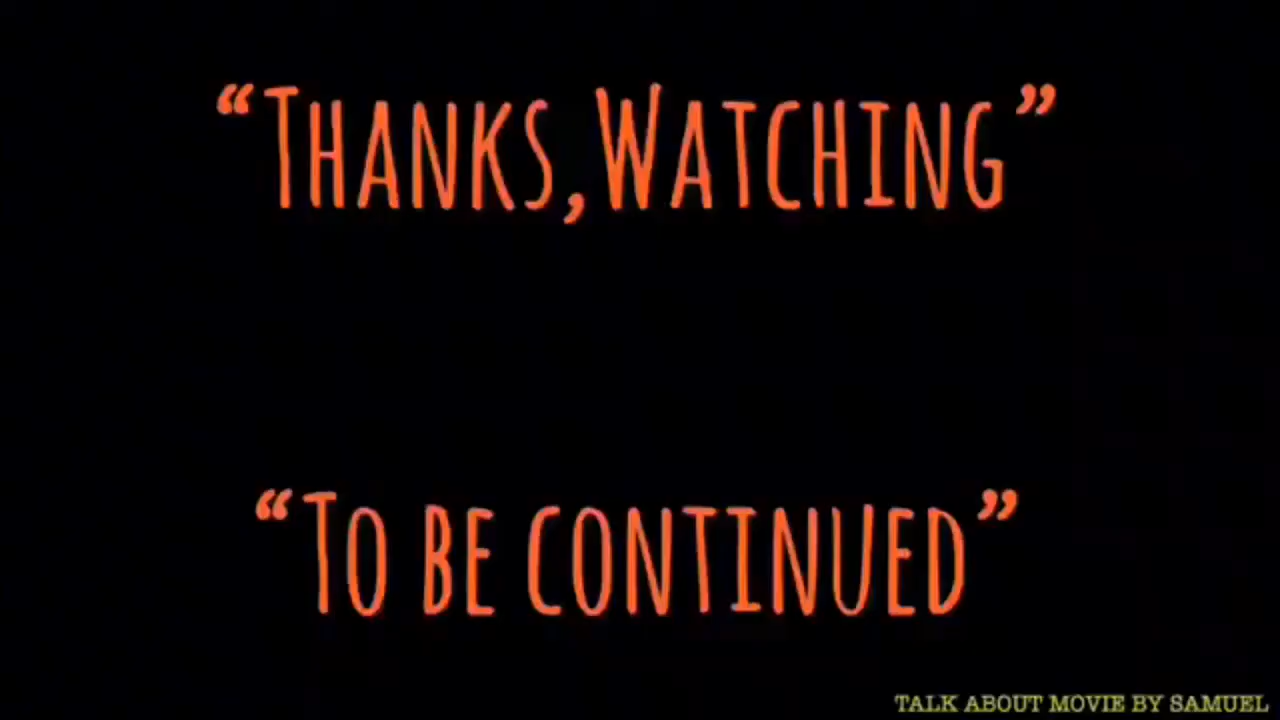 “THANKS,WATCHING”
“TO BE CONTINUED”
TALK ABOUT MOVIE BY SAMUEL